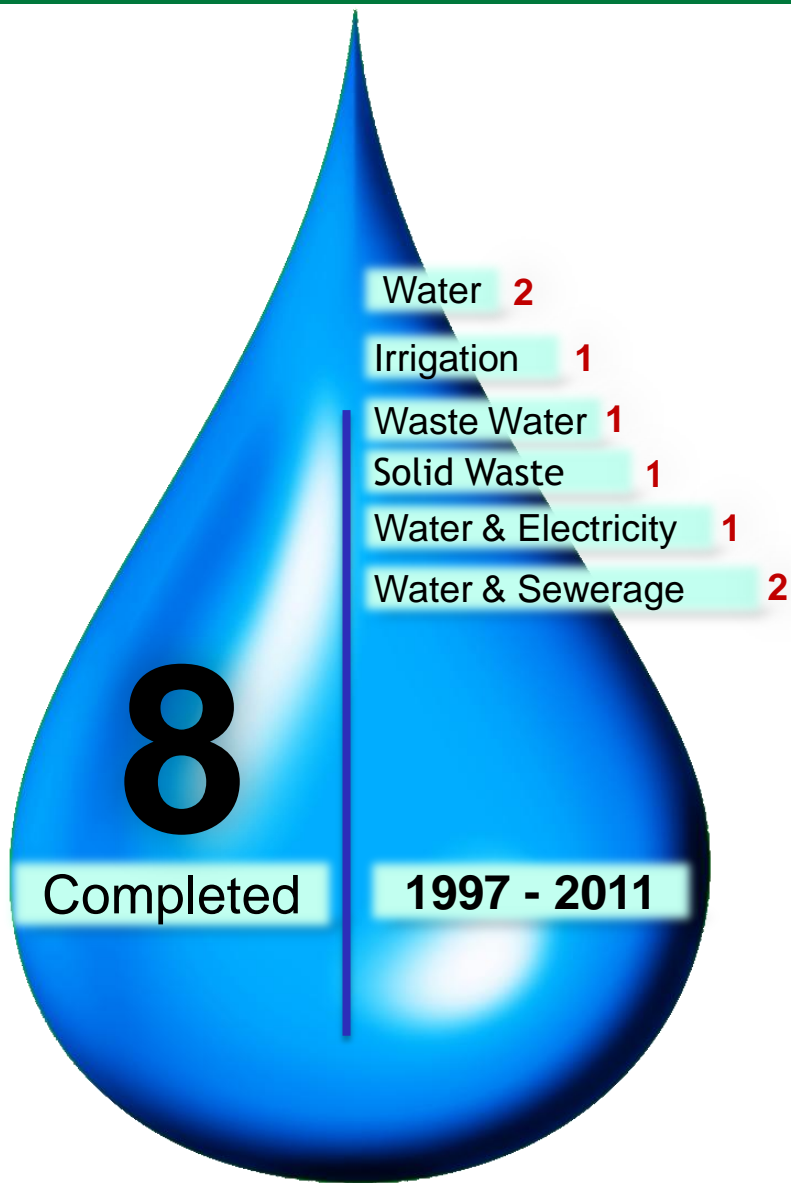 Water 2
Irrigation 1
Waste Water 1
Solid Waste 1
Water & Electricity 1
Water & Sewerage 2
8
Completed
1997 - 2011